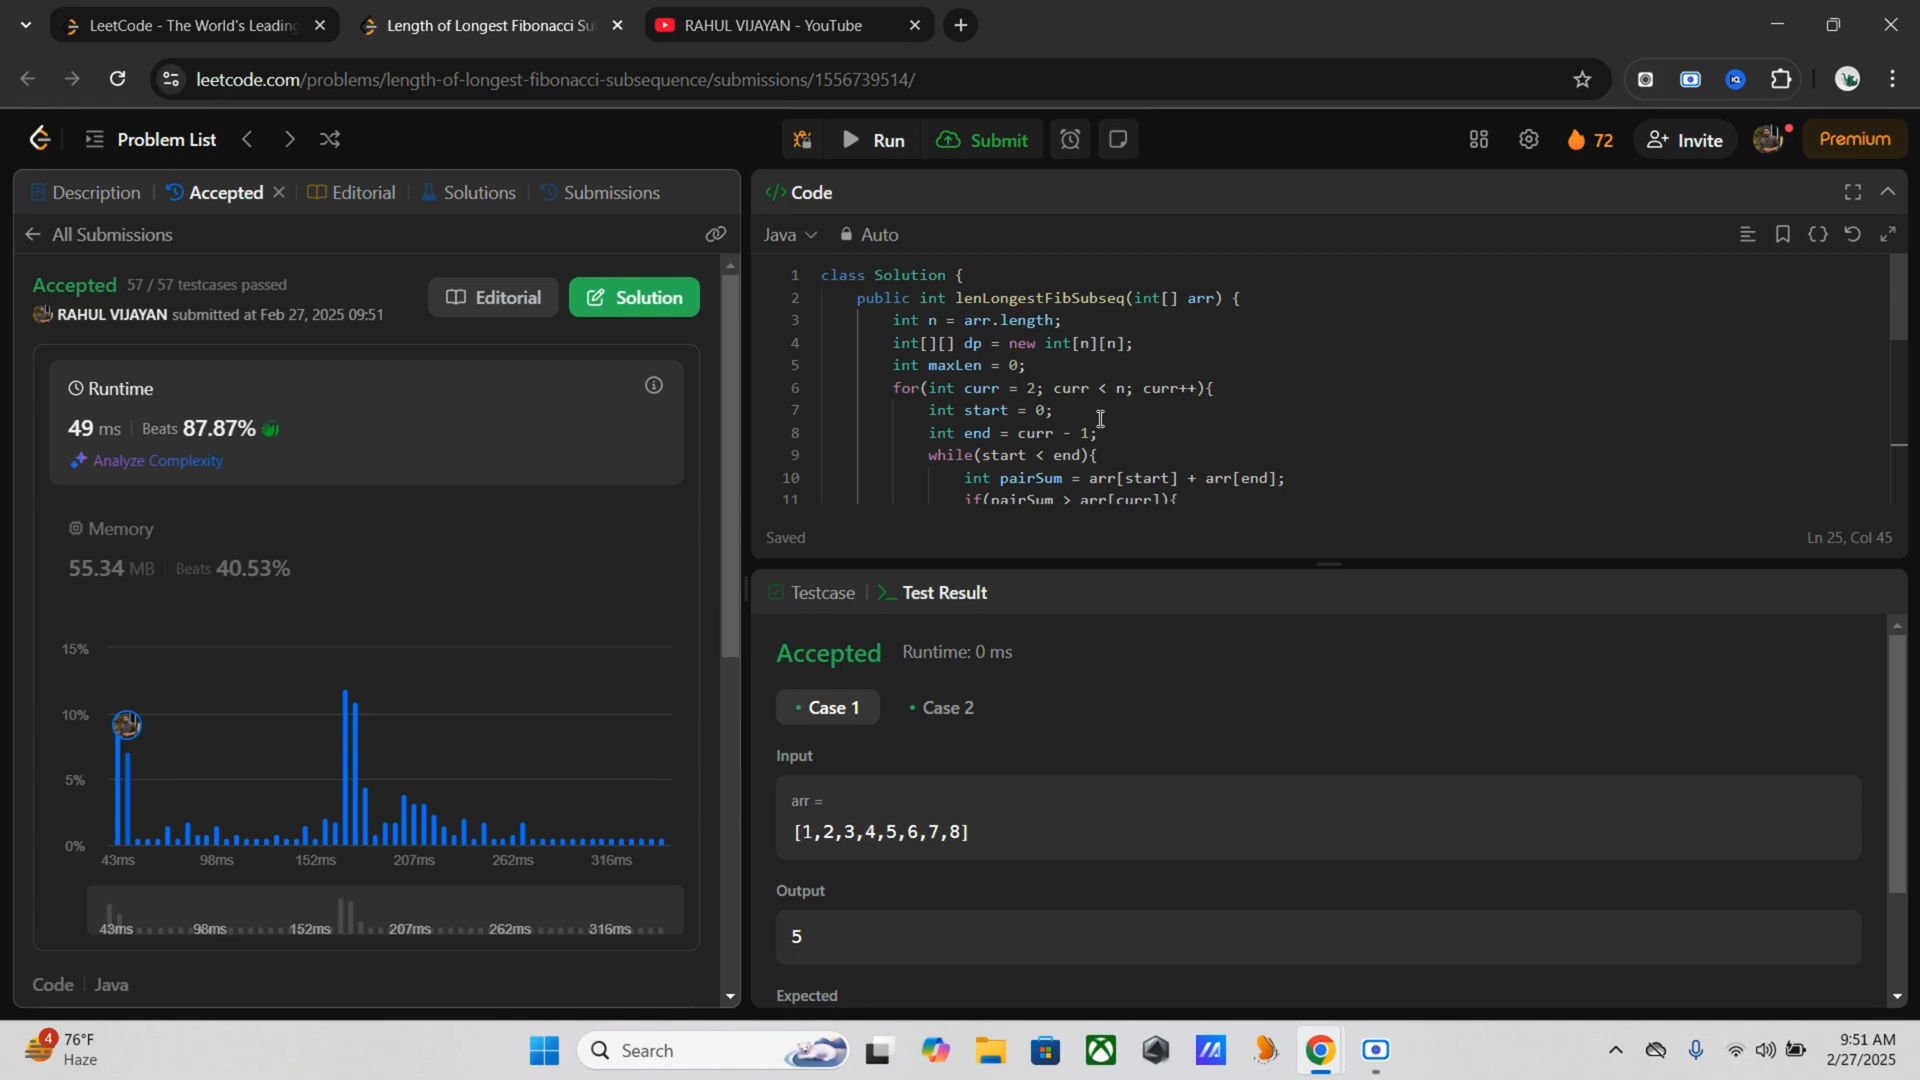 LeetCode - The World's Leading
Length of Longest Fibonacci Su
RAHUL VIJAYAN - YouTube
leetcode.com/problems/length-of-longest-fibonacci-subsequence/submissions/1556739514/
Problem List
Run
Submit
72
Invite
Premium
Description
Accepted
Editorial
Solutions
Submissions
All Submissions
Accepted 57 / 57 testcases passed
RAHUL VIJAYAN submitted at Feb 27, 2025 09:51
Editorial
Solution
Runtime
49 ms Beats 87.87%
Analyze Complexity
Memory
55.34 MB Beats 40.53%
15%
10%
5%
0%
43ms 98ms 152ms 207ms 262ms 316ms
43ms 98ms 152ms 207ms 262ms 316ms
Code Java
</> Code
Java Auto
1 class Solution {
2 public int lenLongestFibSubseq(int[] arr) {
3 int n = arr.length;
4 int[][] dp = new int[n][n];
5 int maxLen = 0;
6 for(int curr = 2; curr < n; curr++){
7 int start = 0;
8 int end = curr - 1;
9 while(start < end){
10 int pairSum = arr[start] + arr[end];
11 if(pairSum > arr[curr]){
Saved
Ln 25, Col 45
Testcase
Test Result
Accepted Runtime: 0 ms
Case 1
Case 2
Input
arr =
[1,2,3,4,5,6,7,8]
Output
5
Expected
4
76°F
Haze
Search
9:51 AM
2/27/2025